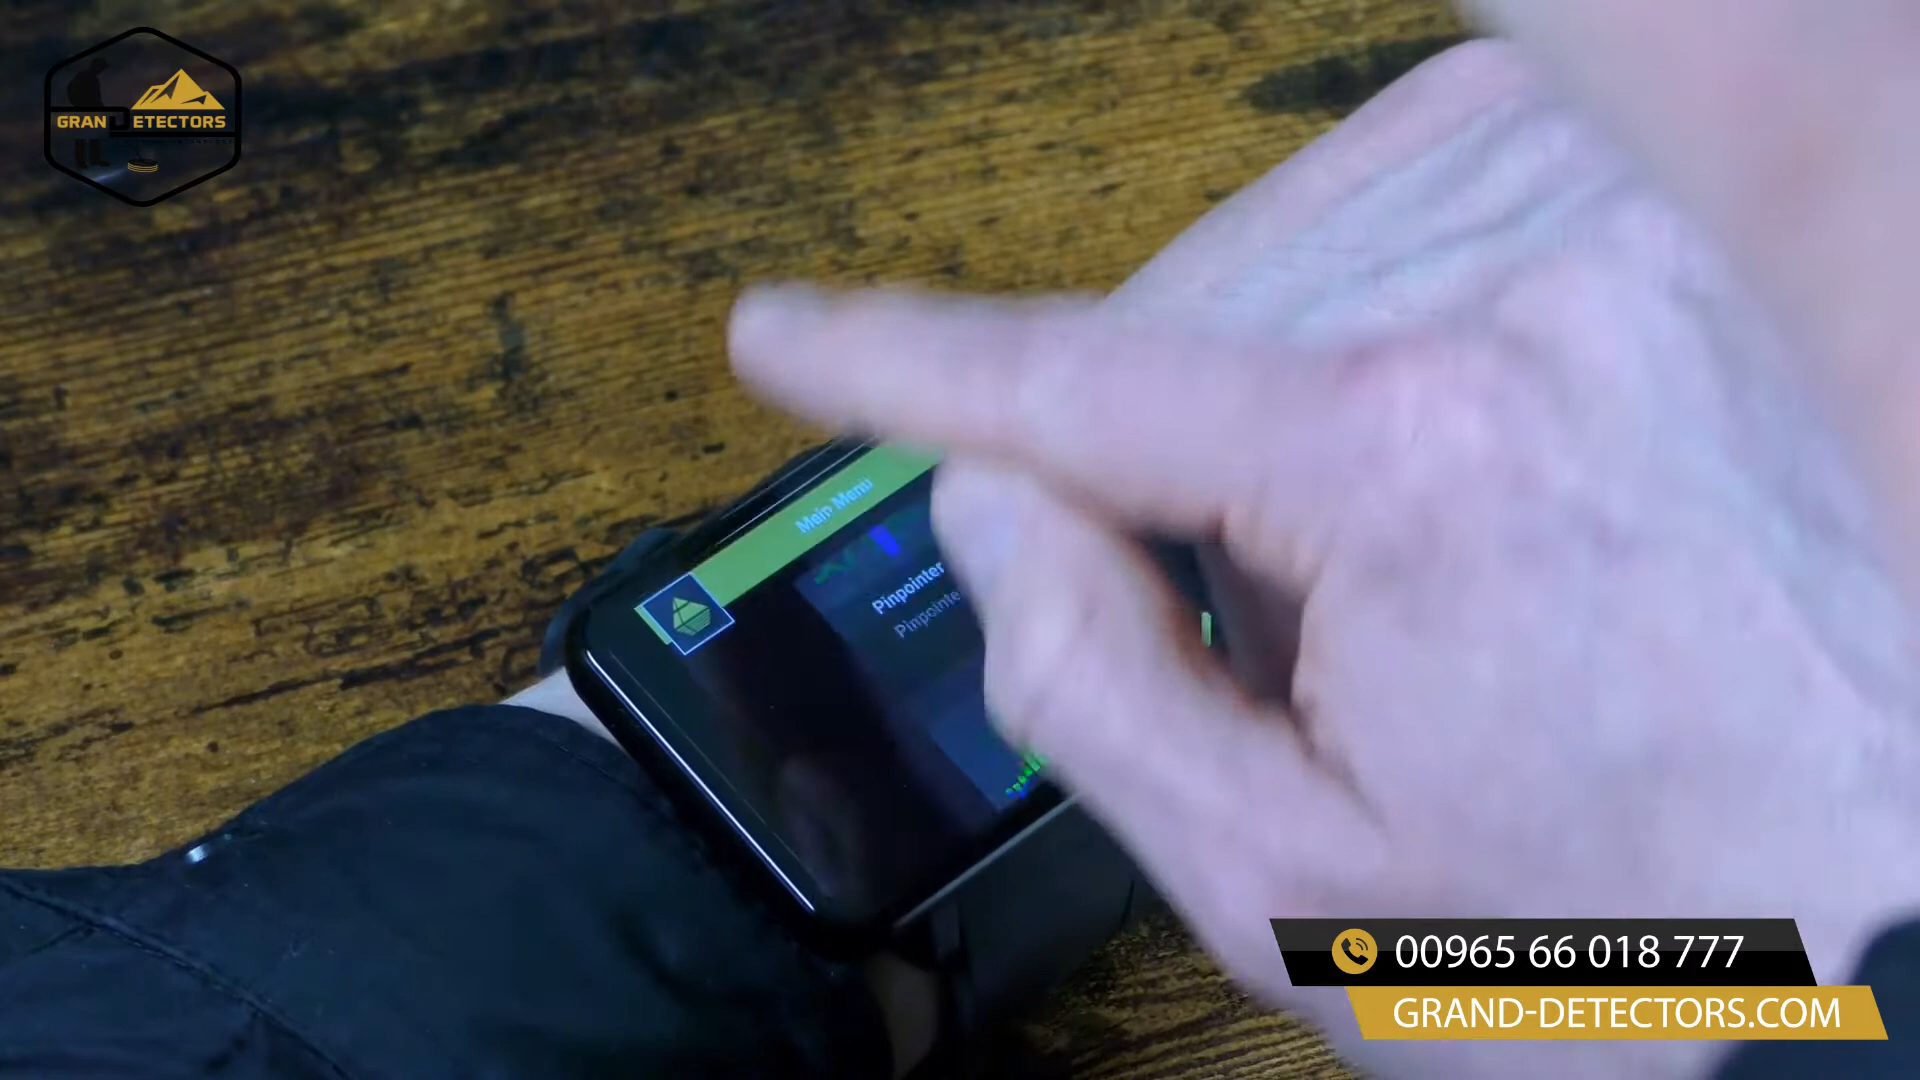 GRAN ETECTORS
Main Menu
Pinpointer
Pinpointe
00965 66 018 777
GRAND-DETECTORS.COM